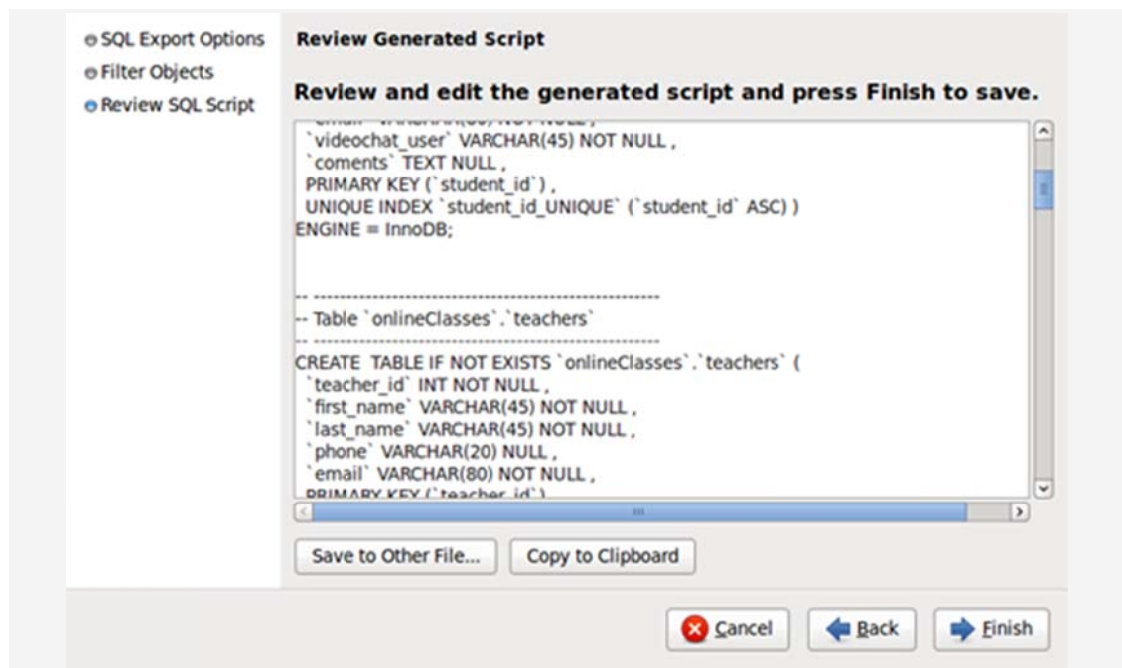 SQL Export Options
Filter Objects
Review SQL Script
Review Generated Script
Review and edit the generated script and press Finish to save.
`videochat_user` VARCHAR(45) NOT NULL ,
`coments` TEXT NULL ,
PRIMARY KEY (`student_id`) ,
UNIQUE INDEX `student_id_UNIQUE` (`student_id` ASC) )
ENGINE = InnoDB;
-- -----------------------------------------------------
-- Table `onlineClasses`.`teachers`
-- -----------------------------------------------------
CREATE  TABLE IF NOT EXISTS `onlineClasses`.`teachers` (
`teacher_id` INT NOT NULL ,
`first_name` VARCHAR(45) NOT NULL ,
`last_name` VARCHAR(45) NOT NULL ,
`phone` VARCHAR(20) NULL ,
`email` VARCHAR(80) NOT NULL ,
PRIMARY KEY (`teacher_id`)
Save to Other File...
Copy to Clipboard
Cancel
Back
Finish